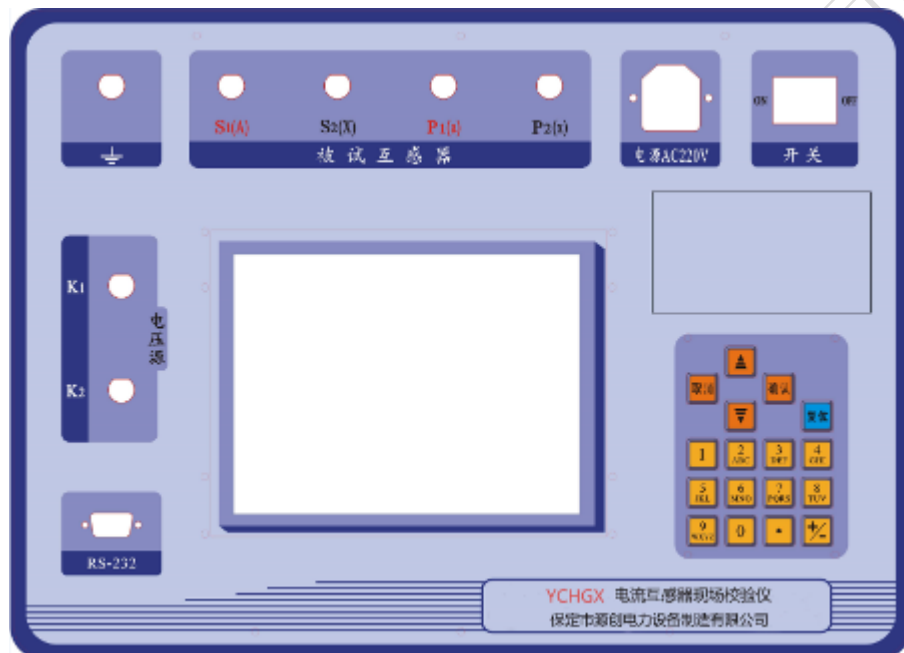 S1(A) S2(X) P1(x) P2(x)
被试互感器
电源AC220V
ON OFF
开关
K1
电压源
K2
取消 确认
复位
1 2 ABC 3 DEF 4 GHI
5 JKL 6 MNO 7 PQRS 8 TUV
9 WXYZ 0 · +/-
RS-232
YCHGX 电流互感器现场校验仪
保定市源创电力设备制造有限公司